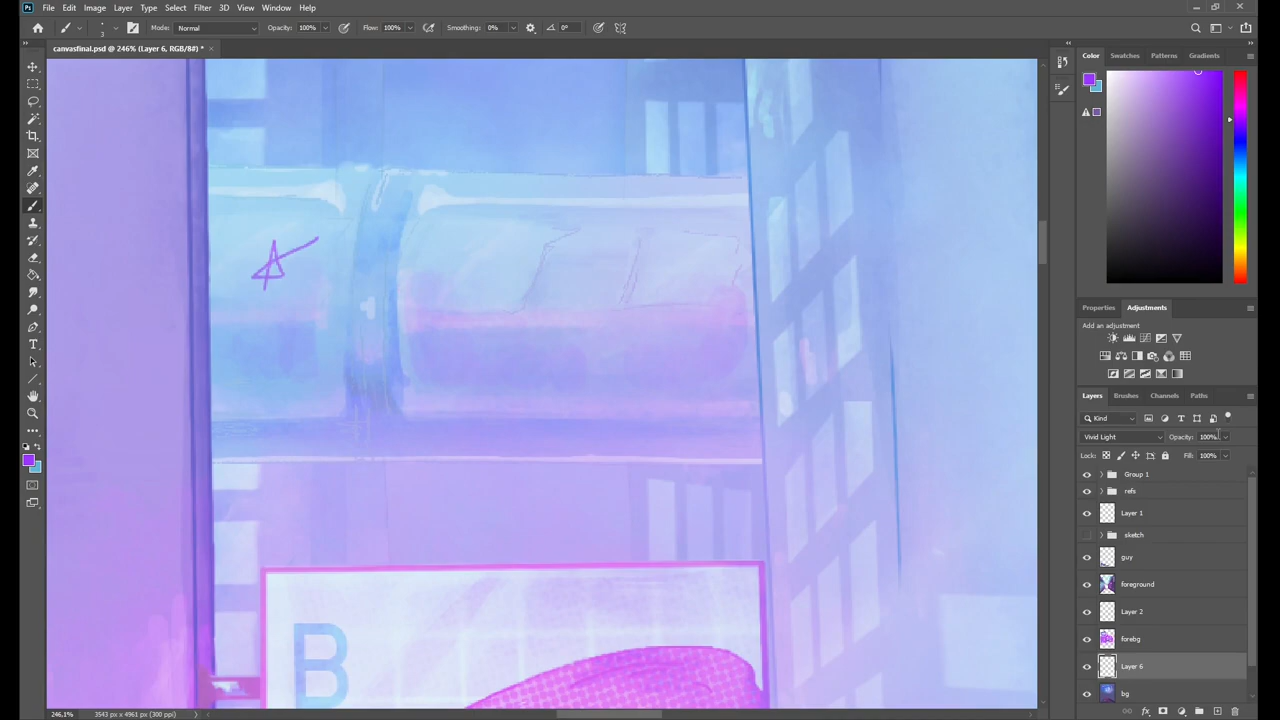 File Edit Image Layer Type Select Filter 3D View Window Help
3 Mode: Normal Opacity: 100% Flow: 100% Smoothing: 0% 0°
canvasfinal.psd @ 246% (Layer 6, RGB/8#) * ×
Color Swatches Patterns Gradients
Properties Adjustments
Add an adjustment
Layers Brushes Channels Paths
Kind
Vivid Light Opacity: 100%
Lock: Fill: 100%
Group 1
refs
Layer 1
sketch
guy
foreground
Layer 2
forebg
Layer 6
bg
B
246,1% 3543 px x 4961 px (300 ppi)